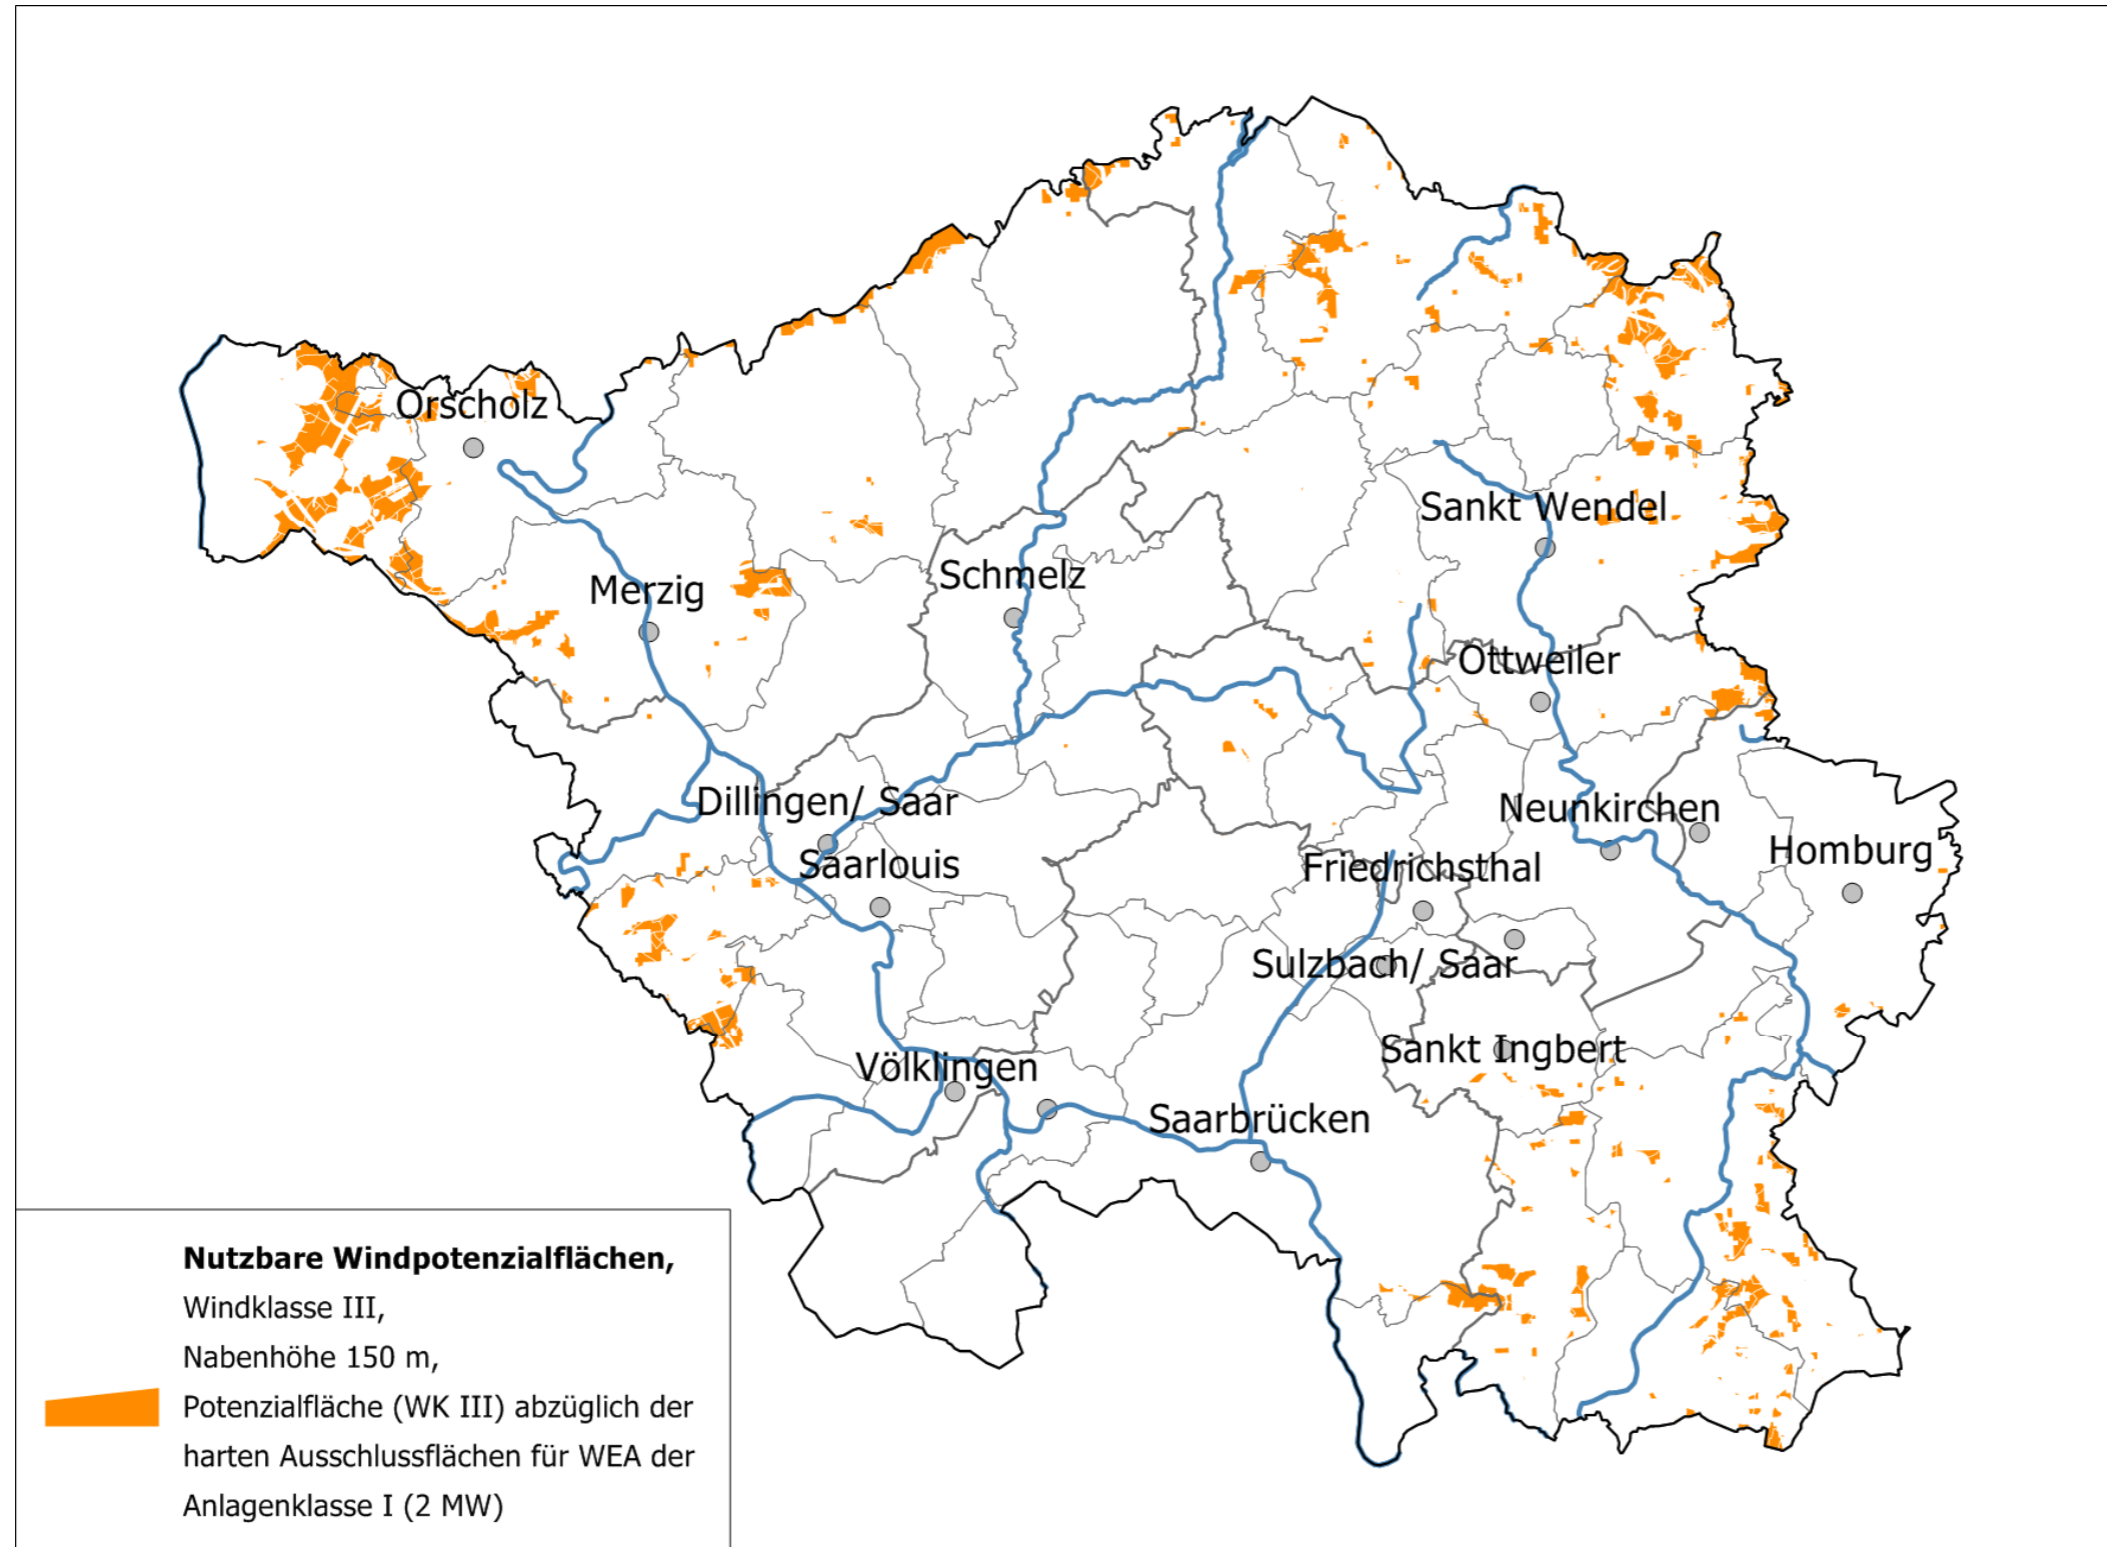 Orscholz
Sankt Wendel
Schmelz
Merzig
Ottweiler
Dillingen/ Saar
Neunkirchen
Homburg
Saarlouis
Friedrichsthal
Sulzbach/ Saar
Sankt Ingbert
Völklingen
Saarbrücken
Nutzbare Windpotenzialflächen,
Windklasse III,
Nabenhöhe 150 m,
Potenzialfläche (WK III) abzüglich der
harten Ausschlussflächen für WEA der
Anlagenklasse I (2 MW)